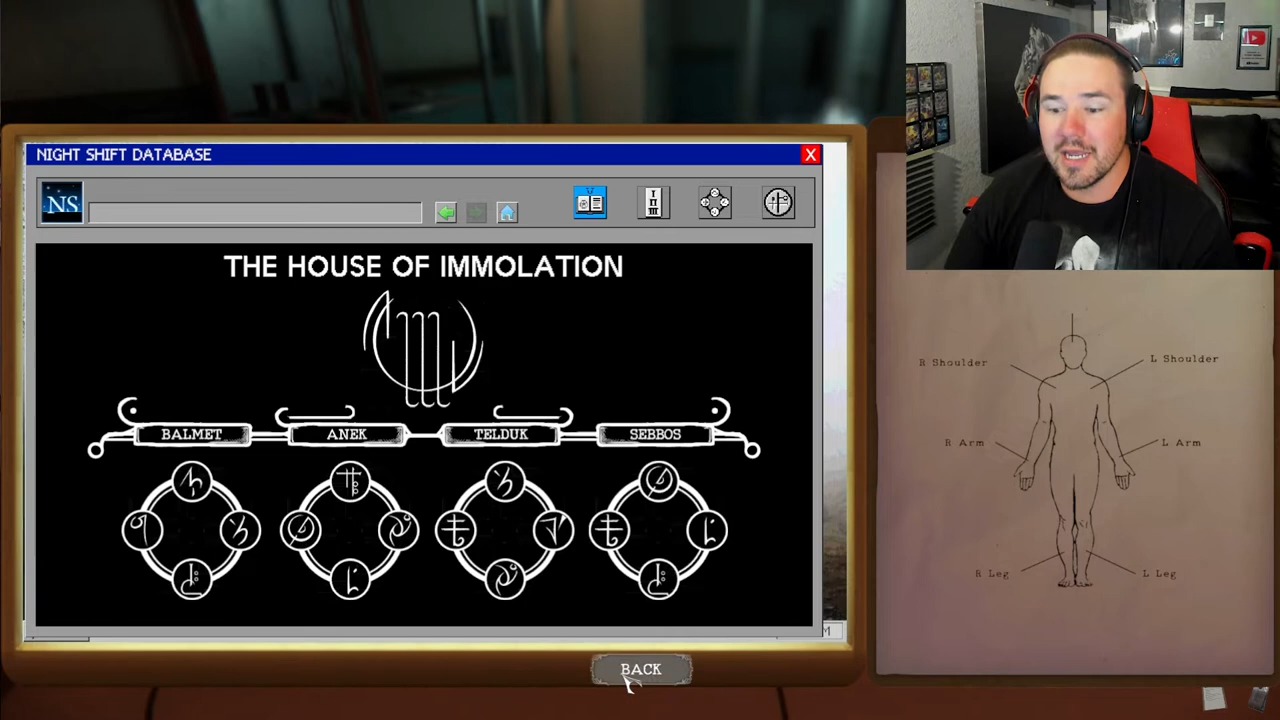 NIGHT SHIFT DATABASE
X
NS
THE HOUSE OF IMMOLATION
BALMET
ANEK
TELDUK
SEBBOS
R Shoulder
L Shoulder
R Arm
L Arm
R Leg
L Leg
M
BACK